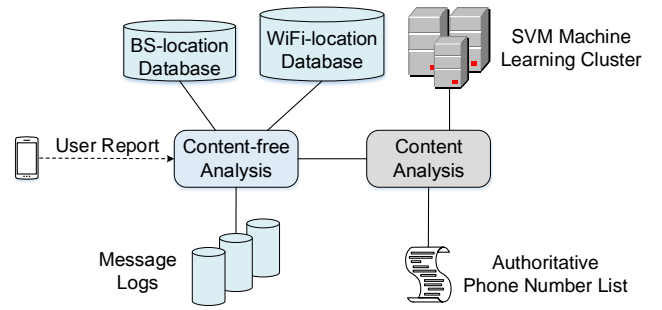 BS-location
Database
WiFi-location
Database
SVM Machine
Learning Cluster
User Report
Content-free
Analysis
Content
Analysis
Message
Logs
Authoritative
Phone Number List